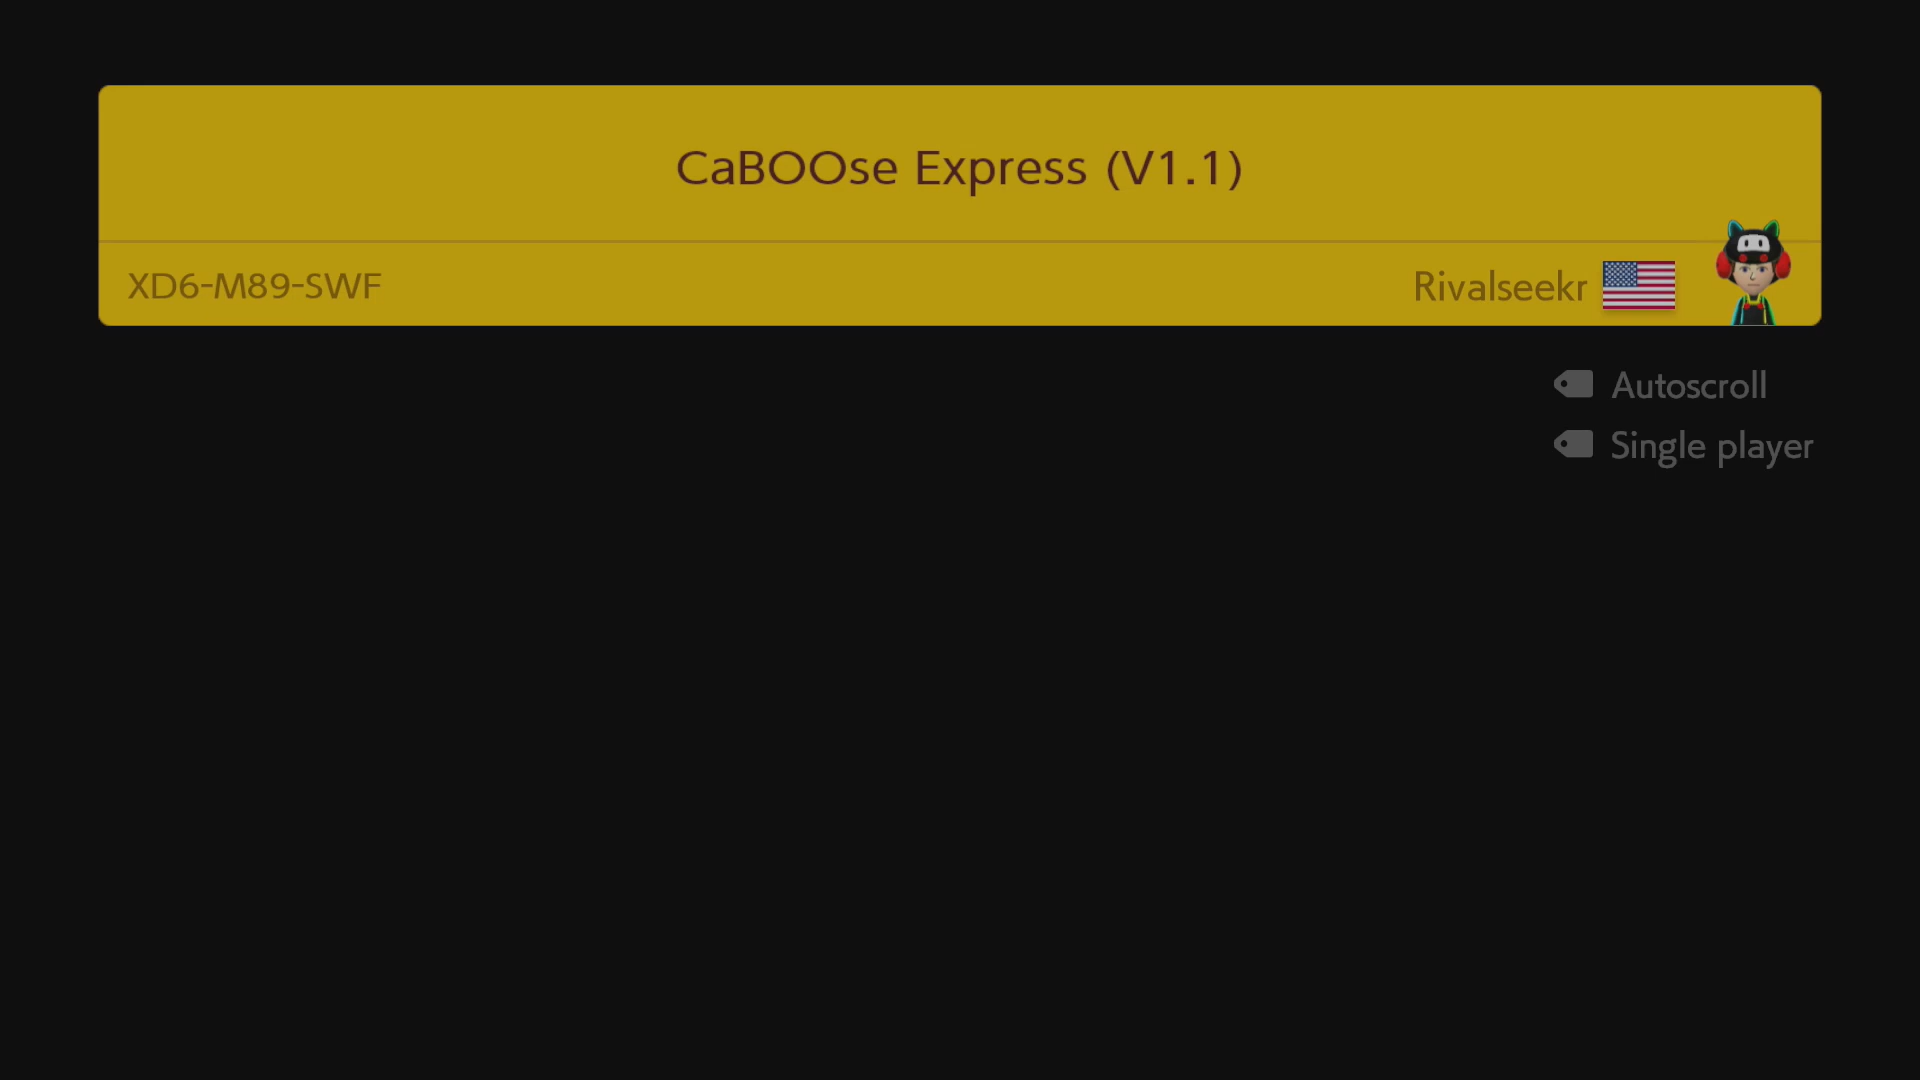 CaBOOse Express (V1.1)
XD6-M89-SWF
Rivalseekr
Autoscroll
Single player